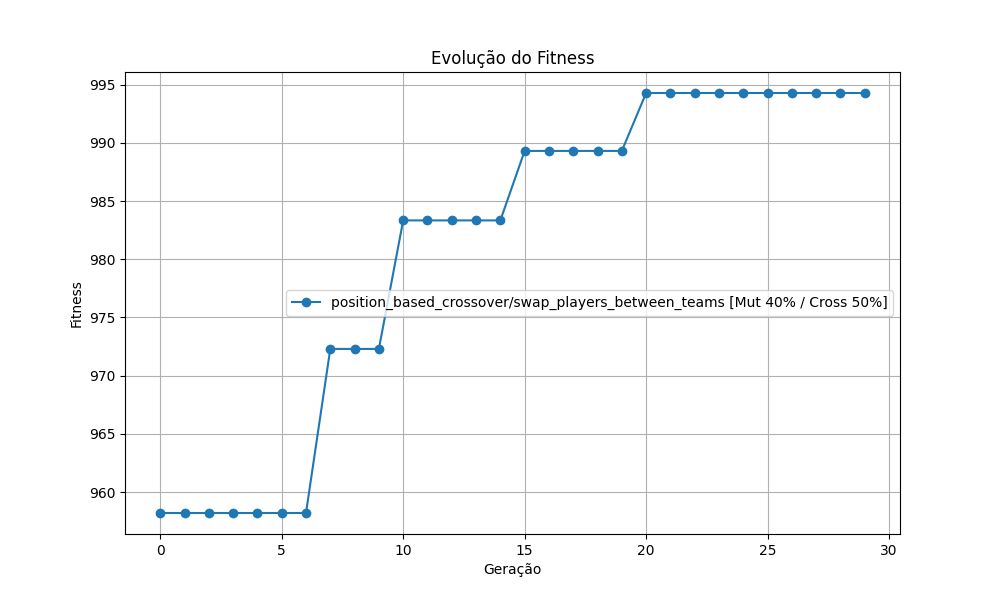 Evolução do Fitness
Fitness
995
990
985
980
975
970
965
960
position_based_crossover/swap_players_between_teams [Mut 40% / Cross 50%]
0 5 10 15 20 25 30
Geração